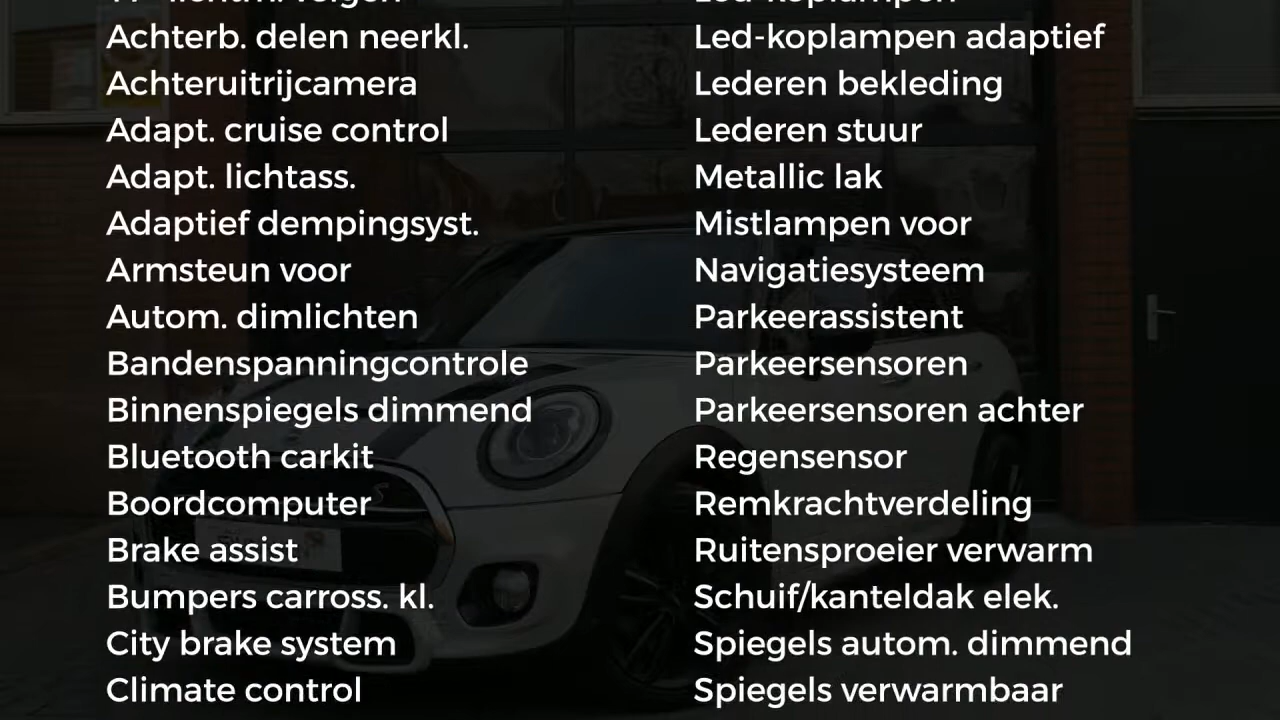 Achterb. delen neerkl.
Achteruitrijcamera
Adapt. cruise control
Adapt. lichtass.
Adaptief dempingsyst.
Armsteun voor
Autom. dimlichten
Bandenspanningcontrole
Binnenspiegels dimmend
Bluetooth carkit
Boordcomputer
Brake assist
Bumpers carross. kl.
City brake system
Climate control
Led-koplampen
Led-koplampen adaptief
Lederen bekleding
Lederen stuur
Metallic lak
Mistlampen voor
Navigatiesysteem
Parkeerassistent
Parkeersensoren
Parkeersensoren achter
Regensensor
Remkrachtverdeling
Ruitensproeier verwarm
Schuif/kanteldak elek.
Spiegels autom. dimmend
Spiegels verwarmbaar